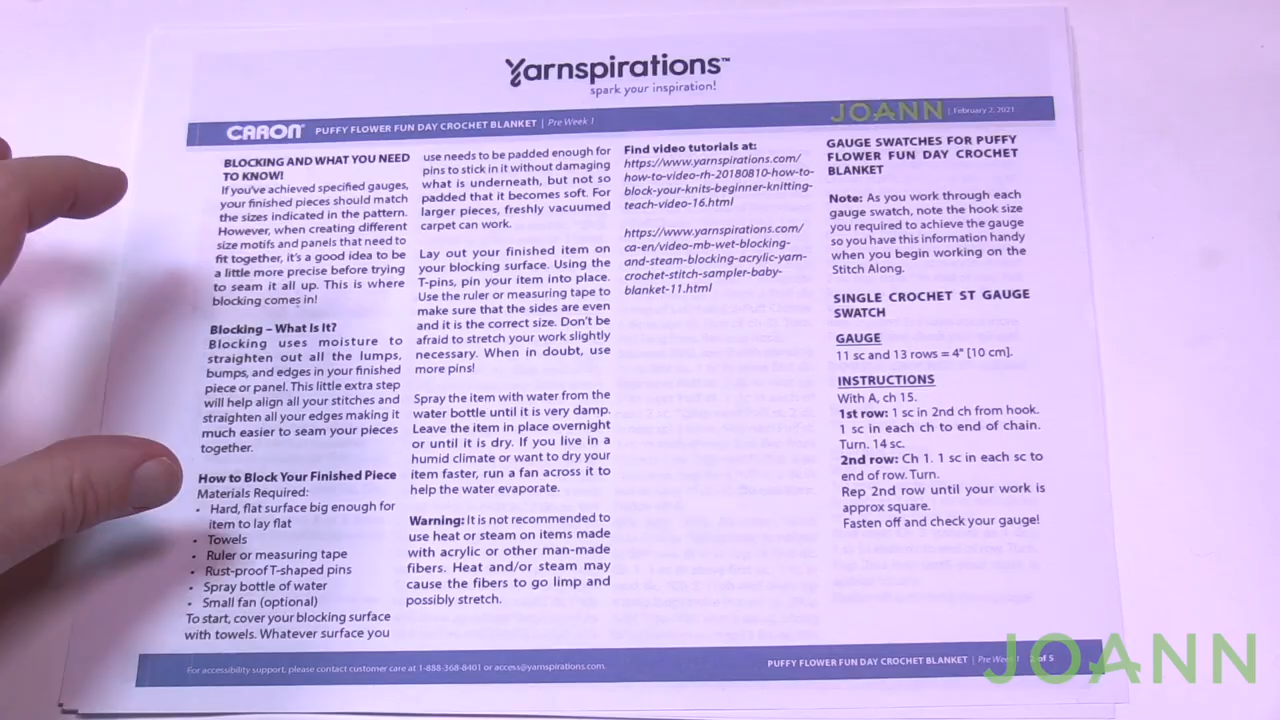 Yarnspirations™
spark your inspiration!
CARON® PUFFY FLOWER FUN DAY CROCHET BLANKET | Pre Week 1
JOANN | February 2, 2021
BLOCKING AND WHAT YOU NEED
TO KNOW!
If you've achieved specified gauges,
your finished pieces should match
the sizes indicated in the pattern.
However, when creating different
size motifs and panels that need to
fit together, it's a good idea to be
a little more precise before trying
to seam it all up. This is where
blocking comes in!
Blocking – What Is It?
Blocking uses moisture to
straighten out all the lumps,
bumps, and edges in your finished
piece or panel. This little extra step
will help align all your stitches and
straighten all your edges making it
much easier to seam your pieces
together.
How to Block Your Finished Piece
Materials Required:
• Hard, flat surface big enough for
item to lay flat
• Towels
• Ruler or measuring tape
• Rust-proof T-shaped pins
• Spray bottle of water
• Small fan (optional)
To start, cover your blocking surface
with towels. Whatever surface you
use needs to be padded enough for
pins to stick in it without damaging
what is underneath, but not so
padded that it becomes soft. For
larger pieces, freshly vacuumed
carpet can work.
Lay out your finished item on
your blocking surface. Using the
T-pins, pin your item into place.
Use the ruler or measuring tape to
make sure that the sides are even
and it is the correct size. Don't be
afraid to stretch your work slightly
necessary. When in doubt, use
more pins!
Spray the item with water from the
water bottle until it is very damp.
Leave the item in place overnight
or until it is dry. If you live in a
humid climate or want to dry your
item faster, run a fan across it to
help the water evaporate.
Warning: It is not recommended to
use heat or steam on items made
with acrylic or other man-made
fibers. Heat and/or steam may
cause the fibers to go limp and
possibly stretch.
Find video tutorials at:
https://www.yarnspirations.com/
how-to-video-rh-20180810-how-to-
block-your-knits-beginner-knitting-
teach-video-16.html
https://www.yarnspirations.com/
ca-en/video-mb-wet-blocking-
and-steam-blocking-acrylic-yarn-
crochet-stitch-sampler-baby-
blanket-11.html
GAUGE SWATCHES FOR PUFFY
FLOWER FUN DAY CROCHET
BLANKET
Note: As you work through each
gauge swatch, note the hook size
you required to achieve the gauge
so you have this information handy
when you begin working on the
Stitch Along.
SINGLE CROCHET ST GAUGE
SWATCH
GAUGE
11 sc and 13 rows = 4" [10 cm].
INSTRUCTIONS
With A, ch 15.
1st row: 1 sc in 2nd ch from hook.
1 sc in each ch to end of chain.
Turn. 14 sc.
2nd row: Ch 1. 1 sc in each sc to
end of row. Turn.
Rep 2nd row until your work is
approx square.
Fasten off and check your gauge!
For accessibility support, please contact customer care at 1-888-368-8401 or access@yarnspirations.com.
PUFFY FLOWER FUN DAY CROCHET BLANKET | Pre Week 1 2 of 5
JOANN